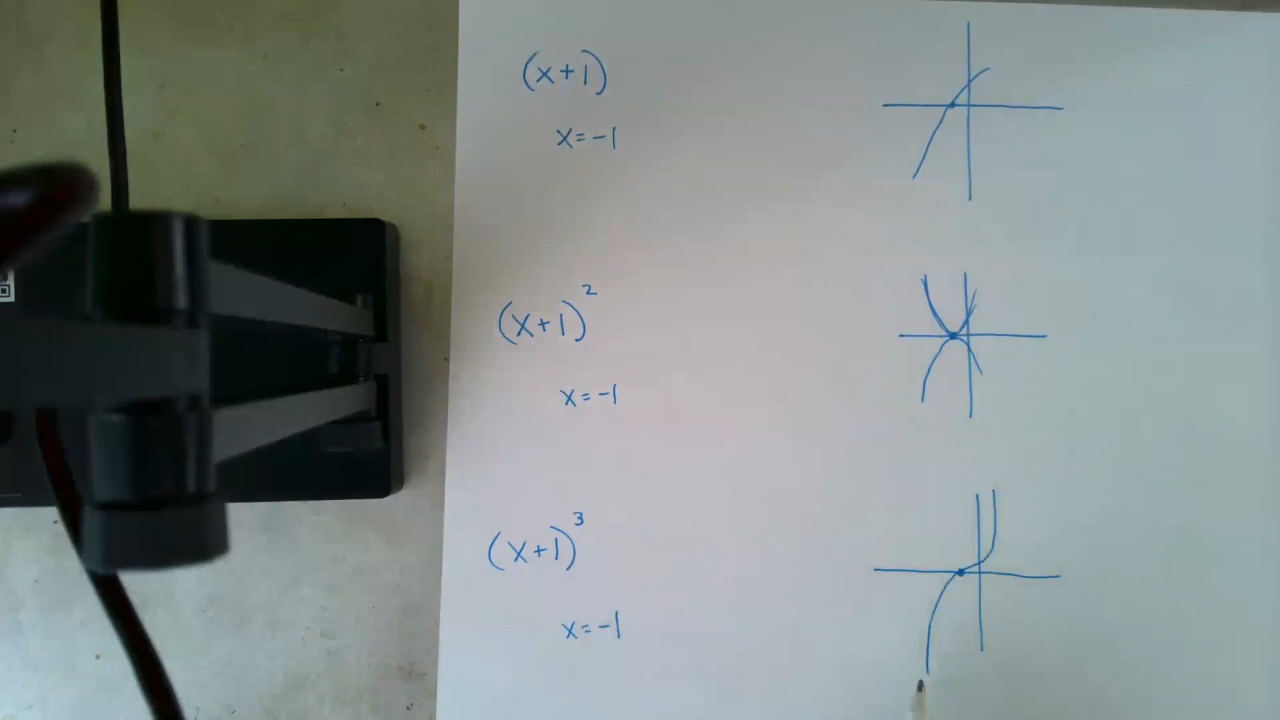 (x+1)
x=-1
(x+1)²
x=-1
(x+1)³
x=-1